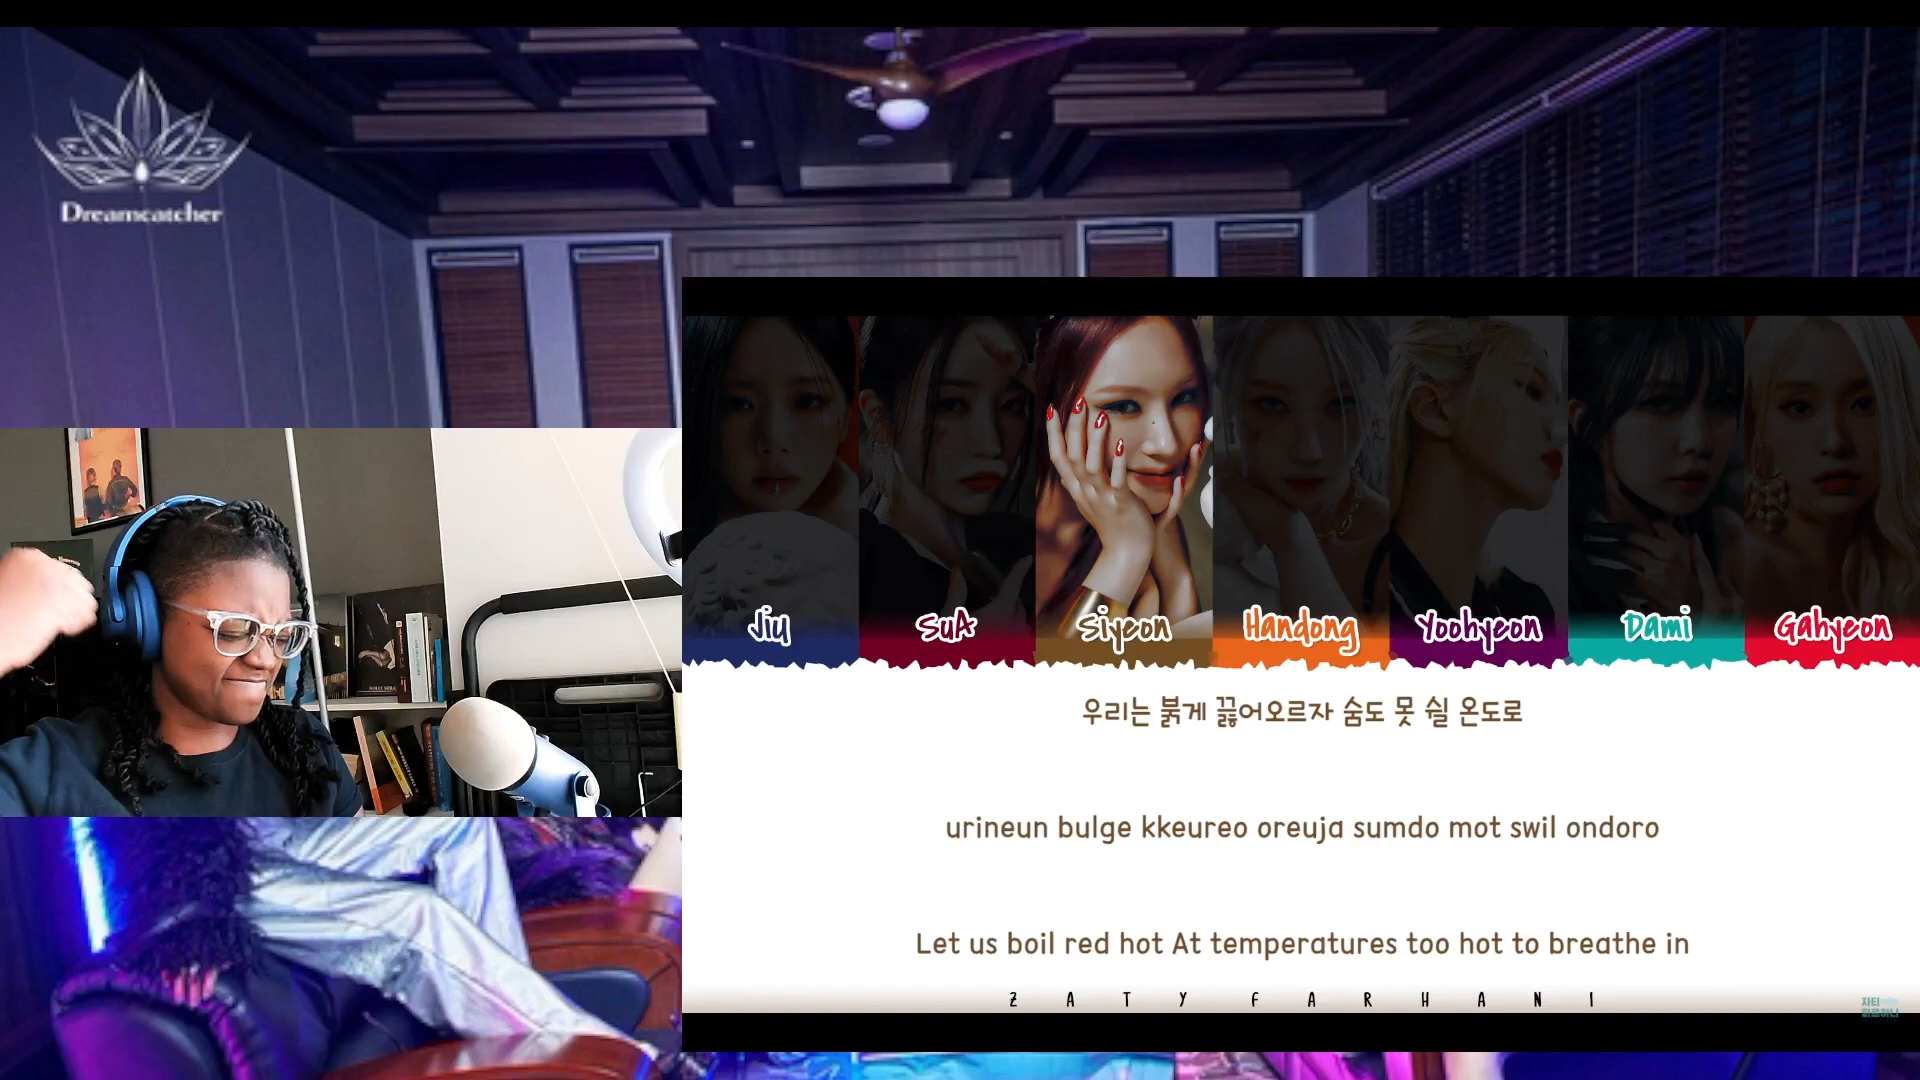 Dreamcatcher
Jiu SuA Siyeon Handong Yoohyeon Dami Gahyeon
우리는 붉게 끓어오르자 숨도 못 쉴 온도로
urineun bulge kkeureo oreuja sumdo mot swil ondoro
Let us boil red hot At temperatures too hot to breathe in
ZATY FARHANI